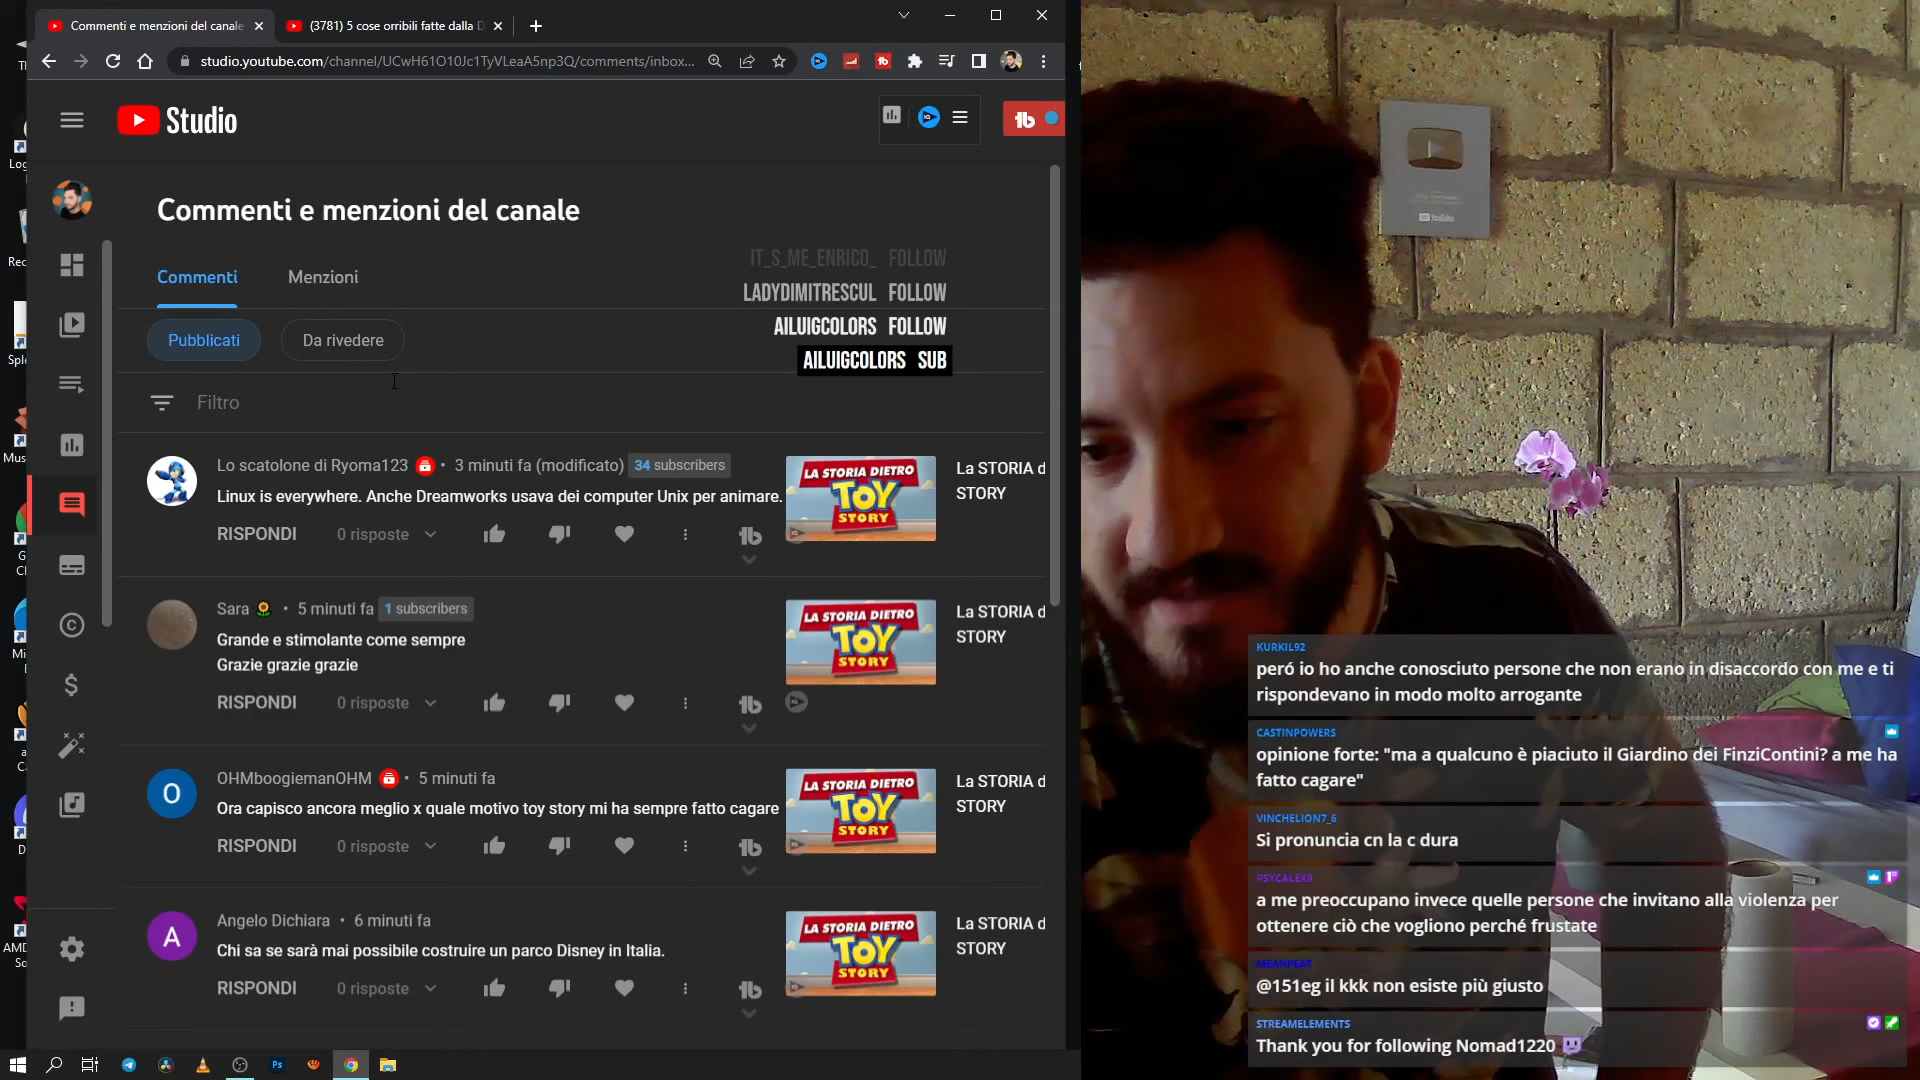 Commenti e menzioni del canale
(3781) 5 cose orribili fatte dalla D
studio.youtube.com/channel/UCwH61O10Jc1TyVLeaA5np3Q/comments/inbox...
Studio
Commenti e menzioni del canale
Commenti
Menzioni
IT_S_ME_ENRICO_ FOLLOW
LADYDIMITRESCUL FOLLOW
AILUIGCOLORS FOLLOW
AILUIGCOLORS SUB
Pubblicati
Da rivedere
Filtro
Lo scatolone di Ryoma123 • 3 minuti fa (modificato) 34 subscribers
Linux is everywhere. Anche Dreamworks usava dei computer Unix per animare.
RISPONDI 0 risposte
LA STORIA DIETRO
TOY
STORY
La STORIA d
STORY
Sara 🌻 • 5 minuti fa 1 subscribers
Grande e stimolante come sempre
Grazie grazie grazie
RISPONDI 0 risposte
LA STORIA DIETRO
TOY
STORY
La STORIA d
STORY
O
OHMboogiemanOHM • 5 minuti fa
Ora capisco ancora meglio x quale motivo toy story mi ha sempre fatto cagare
RISPONDI 0 risposte
LA STORIA DIETRO
TOY
STORY
La STORIA d
STORY
A
Angelo Dichiara • 6 minuti fa
Chi sa se sarà mai possibile costruire un parco Disney in Italia.
RISPONDI 0 risposte
LA STORIA DIETRO
TOY
STORY
La STORIA d
STORY
YouTube
KURKIL92
peró io ho anche conosciuto persone che non erano in disaccordo con me e ti
rispondevano in modo molto arrogante
CASTINPOWERS
opinione forte: "ma a qualcuno è piaciuto il Giardino dei FinziContini? a me ha
fatto cagare"
VINCHELION7_6
Si pronuncia cn la c dura
PSYCALEX9
a me preoccupano invece quelle persone che invitano alla violenza per
ottenere ciò che vogliono perché frustate
MEANPEAT
@151eg il kkk non esiste più giusto
STREAMELEMENTS
Thank you for following Nomad1220